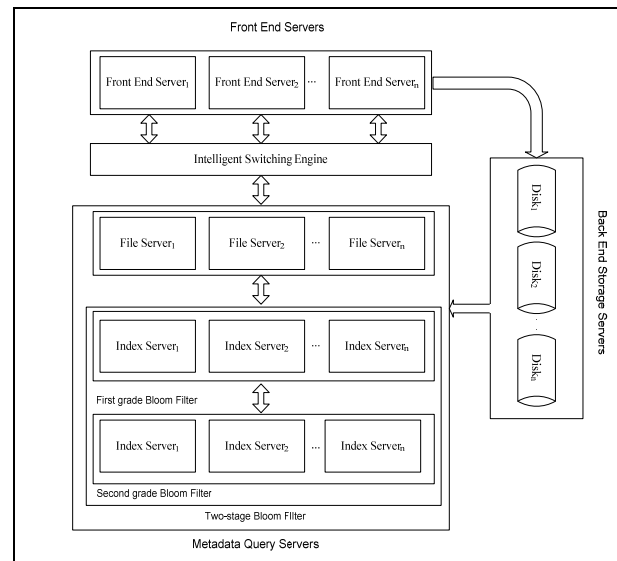 Front End Servers
Front End Server₁ Front End Server₂ ... Front End Serverₙ
Intelligent Switching Engine
File Server₁ File Server₂ ... File Serverₙ
Index Server₁ Index Server₂ ... Index Serverₙ
First grade Bloom Filter
Index Server₁ Index Server₂ ... Index Serverₙ
Second grade Bloom Filter
Two-stage Bloom FIlter
Metadata Query Servers
Disk₁
Disk₂
. .
Diskₙ
Back End Storage Servers